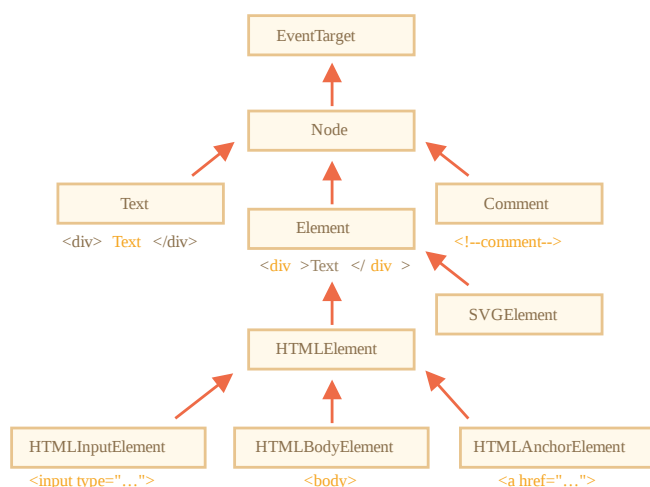 EventTarget
Node
Text
Comment
<div> Text </div>
Element
<!--comment-->
<div >Text </ div >
SVGElement
HTMLElement
HTMLInputElement
HTMLBodyElement
HTMLAnchorElement
<input type="…">
<body>
<a href="…">